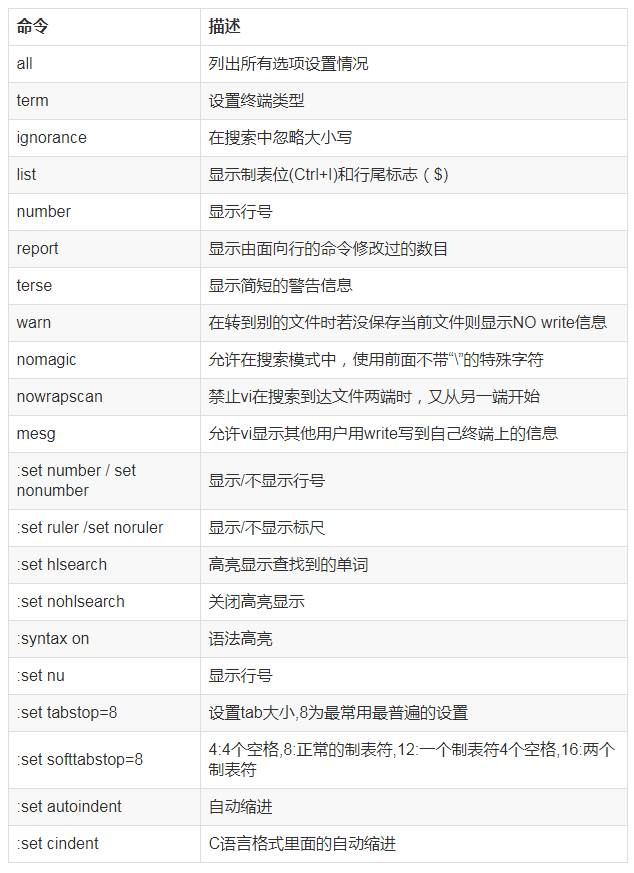 命令 描述
all 列出所有选项设置情况
term 设置终端类型
ignorance 在搜索中忽略大小写
list 显示制表位(Ctrl+I)和行尾标志（$)
number 显示行号
report 显示由面向行的命令修改过的数目
terse 显示简短的警告信息
warn 在转到别的文件时若没保存当前文件则显示NO write信息
nomagic 允许在搜索模式中，使用前面不带“\”的特殊字符
nowrapscan 禁止vi在搜索到达文件两端时，又从另一端开始
mesg 允许vi显示其他用户用write写到自己终端上的信息
:set number / set
nonumber
显示/不显示行号
:set ruler /set noruler 显示/不显示标尺
:set hlsearch 高亮显示查找到的单词
:set nohlsearch 关闭高亮显示
:syntax on 语法高亮
:set nu 显示行号
:set tabstop=8 设置tab大小,8为最常用最普遍的设置
:set softtabstop=8
4:4个空格,8:正常的制表符,12:一个制表符4个空格,16:两个
制表符
:set autoindent 自动缩进
:set cindent C语言格式里面的自动缩进